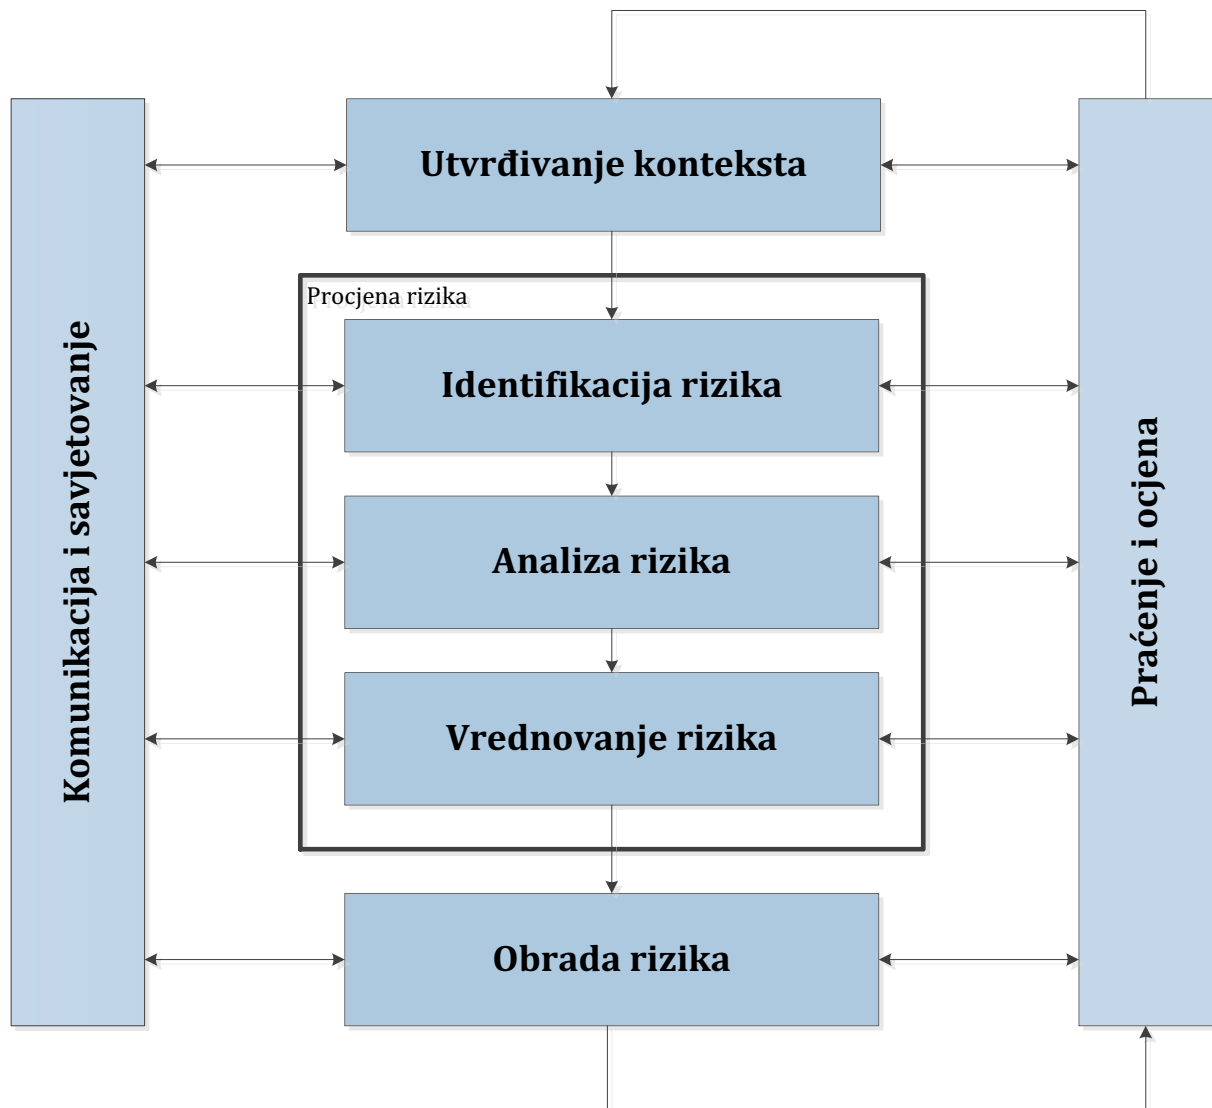 Utvrđivanje konteksta
Procjena rizika
Identifikacija rizika
Analiza rizika
Vrednovanje rizika
Obrada rizika
Komunikacija i savjetovanje
Praćenje i ocjena